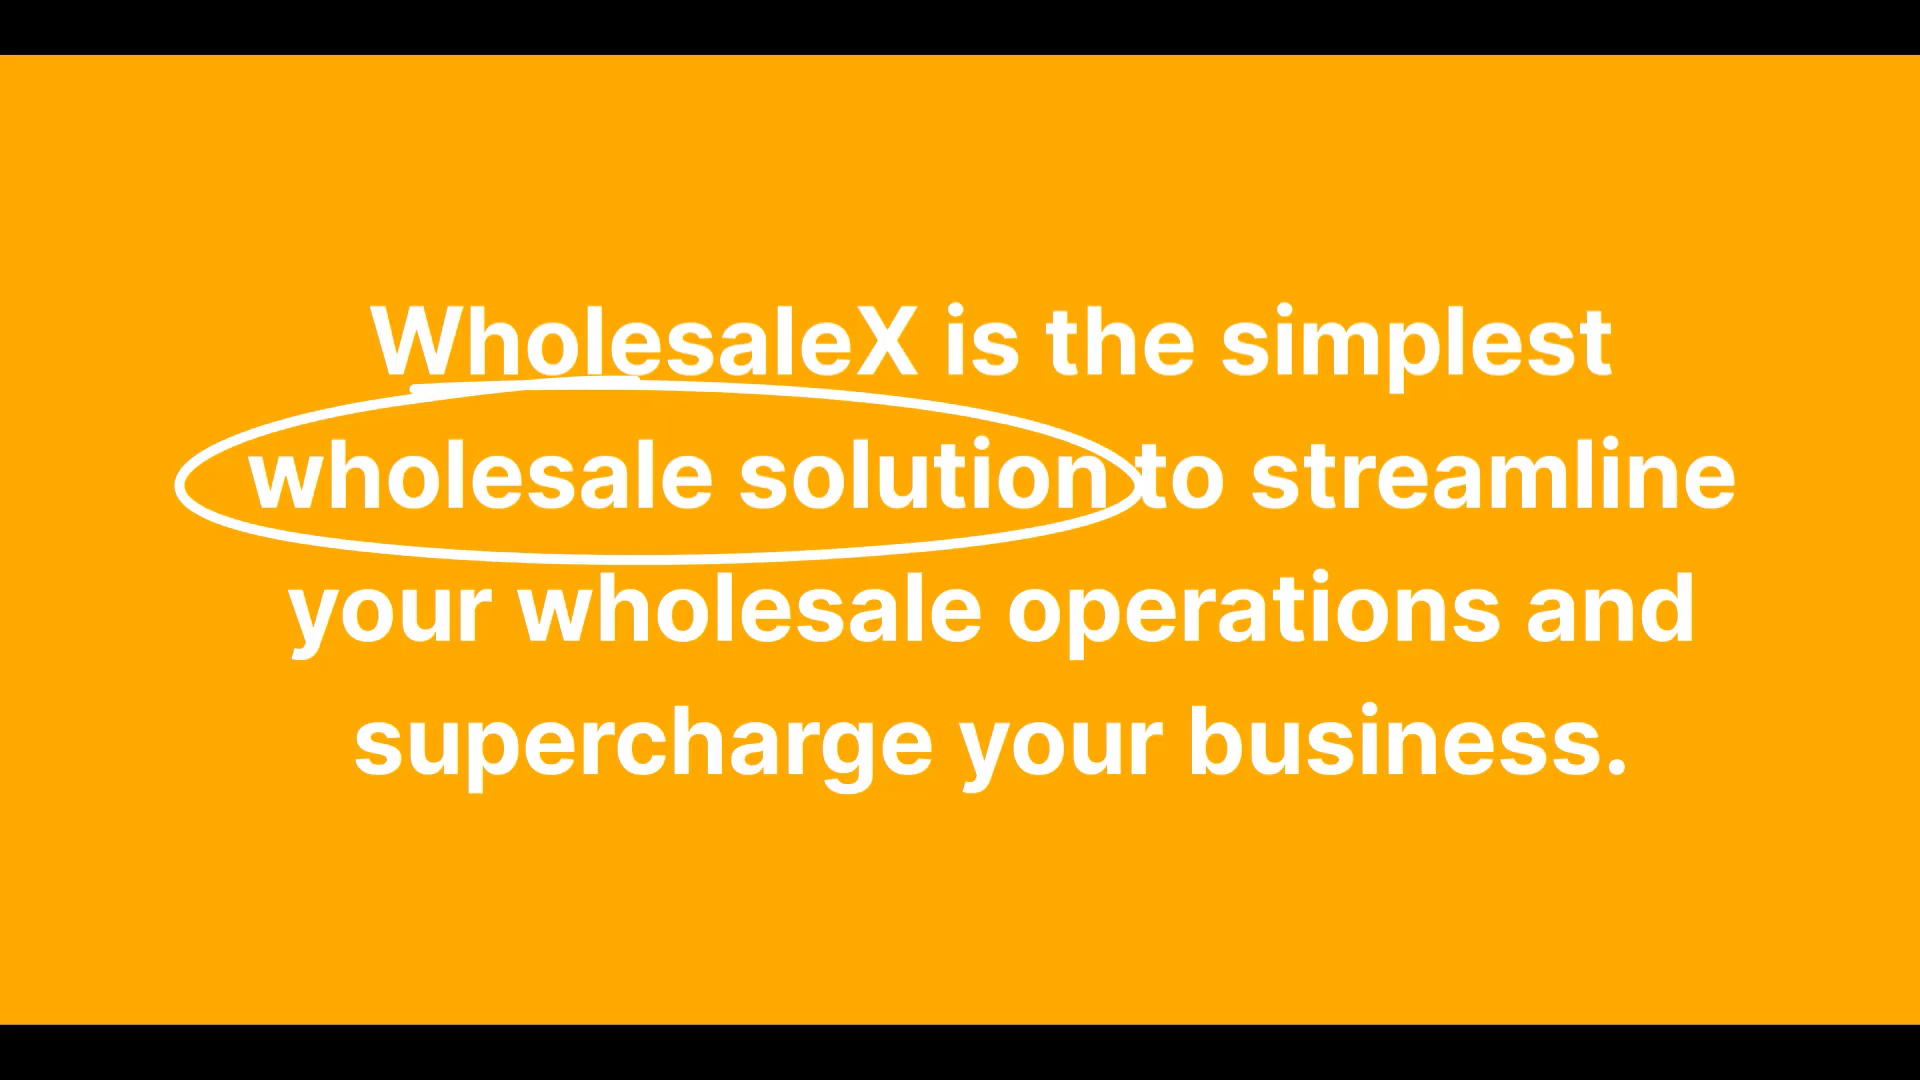 WholesaleX is the simplest
wholesale solution to streamline
your wholesale operations and
supercharge your business.